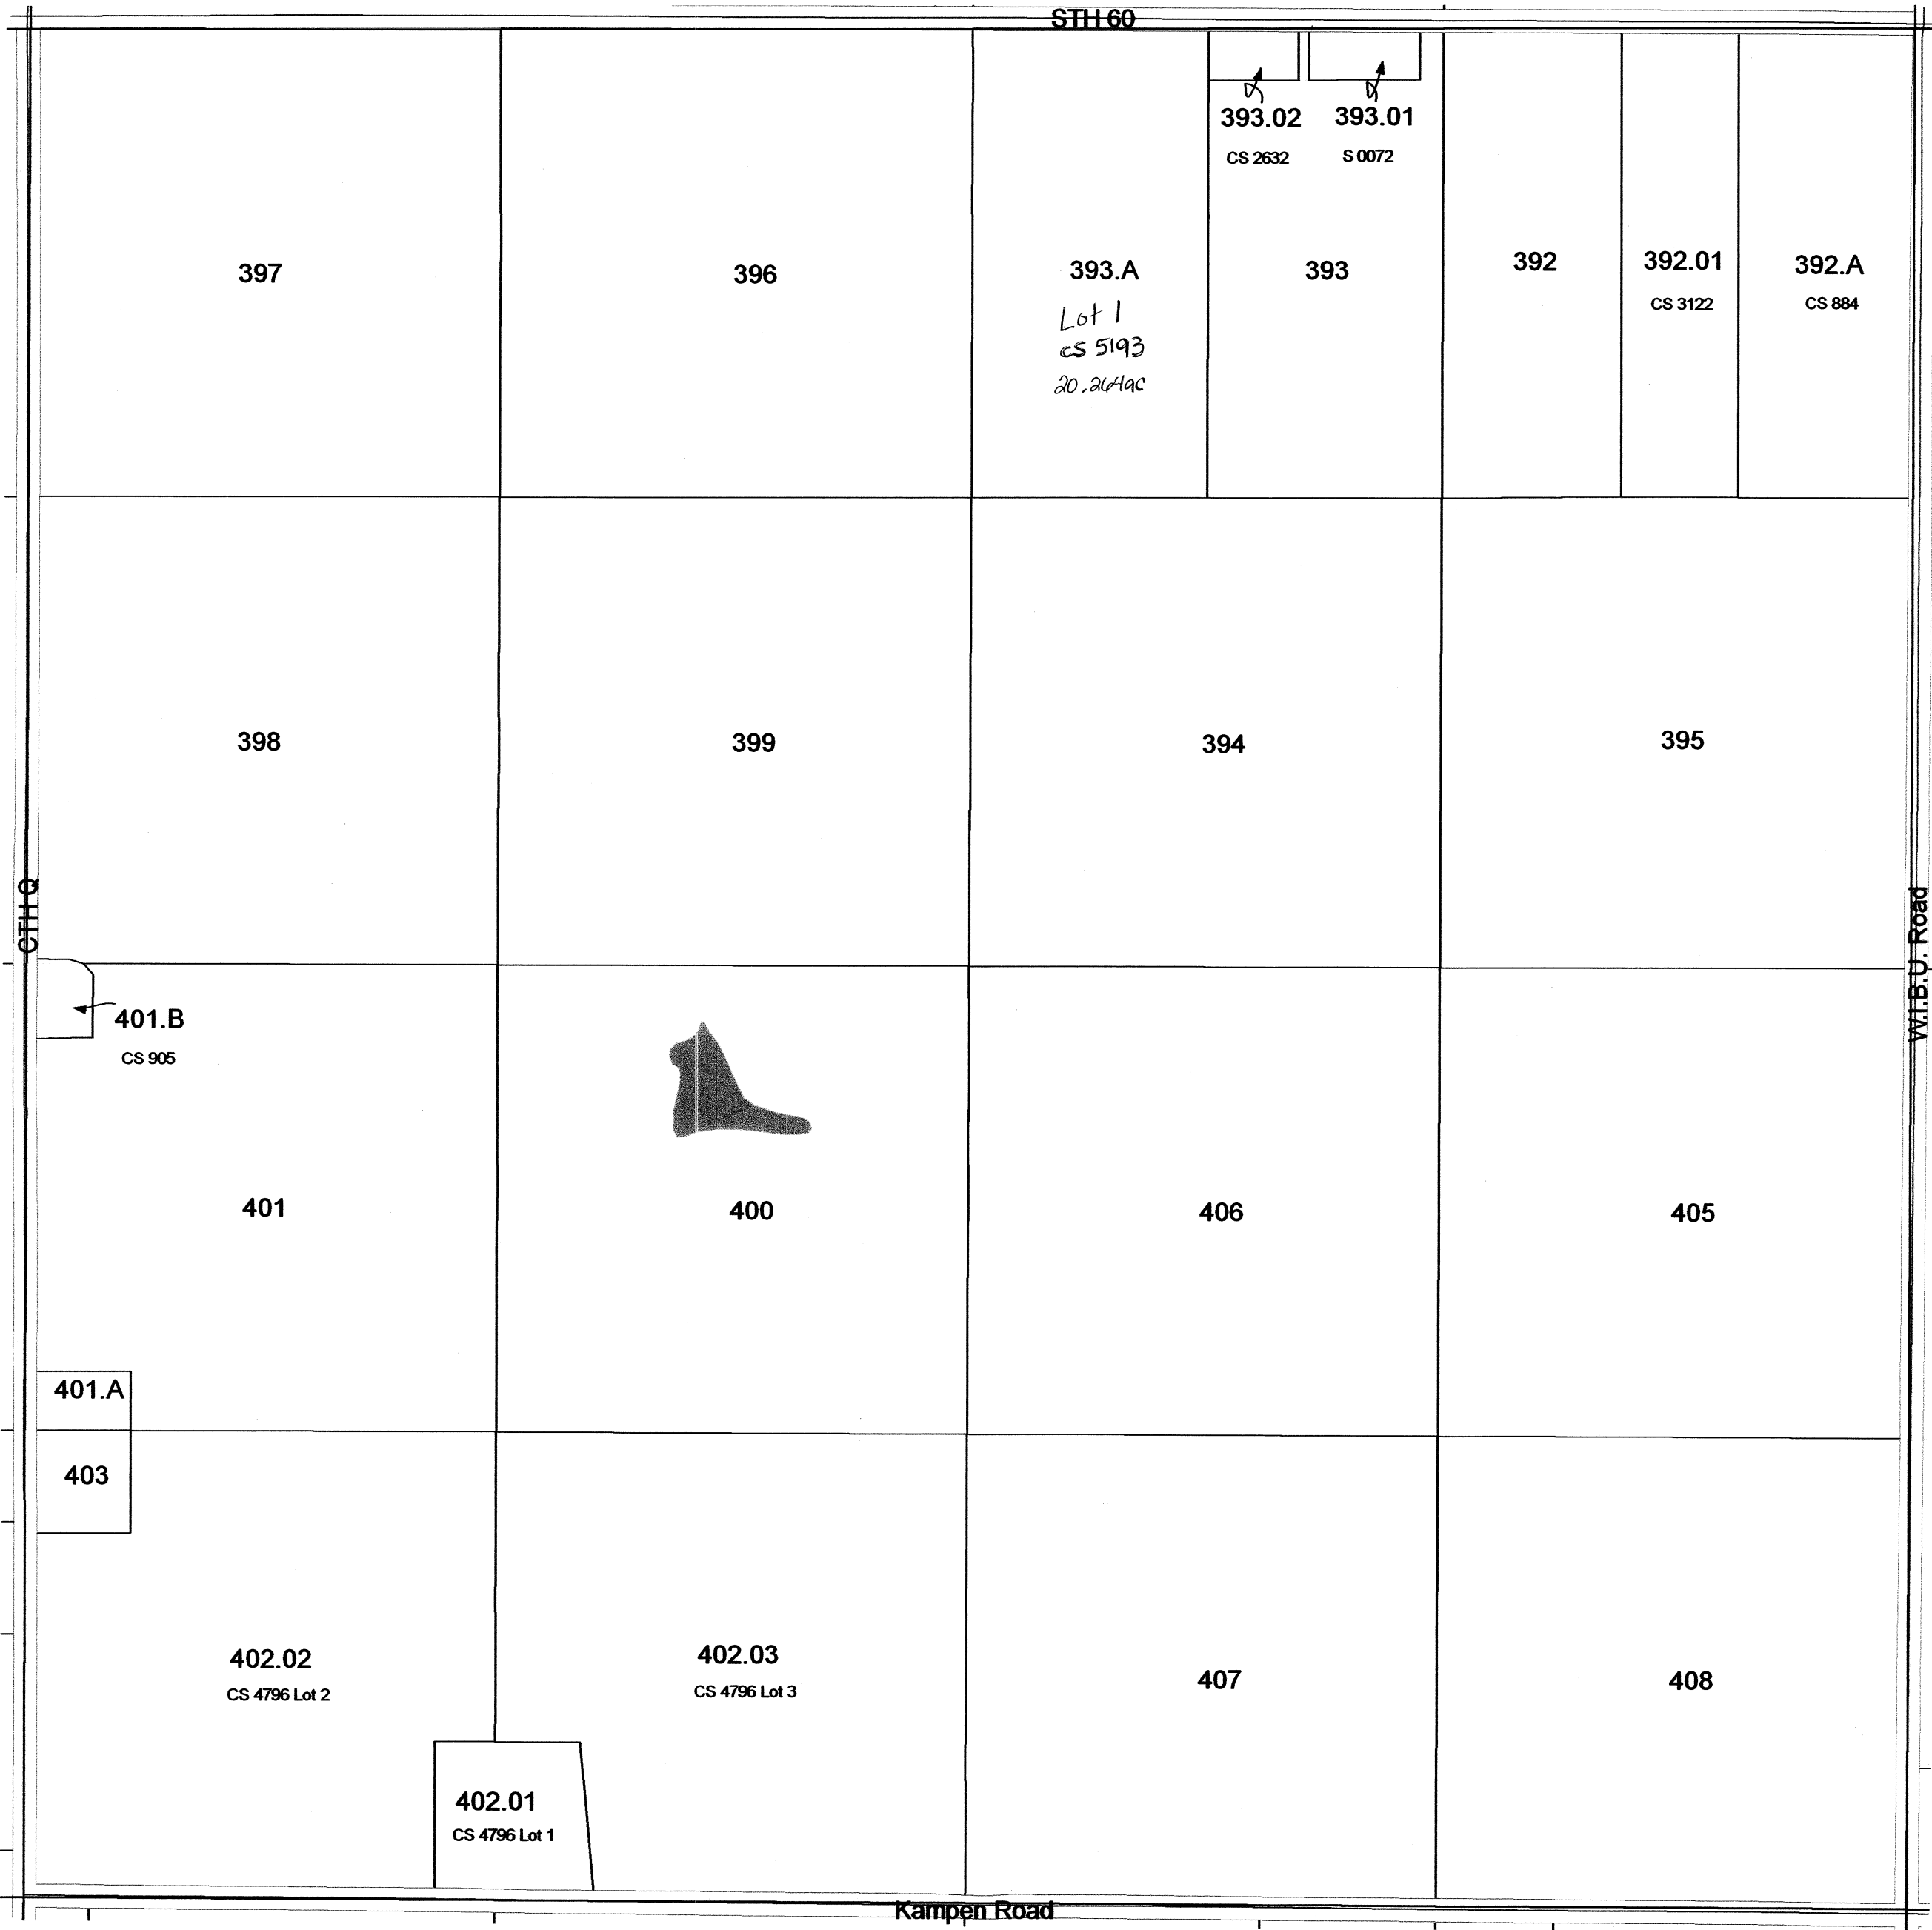 STH 60
393.02
393.01
CS 2632
S 0072
397
396
393.A
393
392
392.01
392.A
CS 3122
CS 884
Lot 1
CS 5193
20.264ac
398
399
394
395
CTH Q
W.I.B.U. Road
401.B
CS 905
401
400
406
405
401.A
403
402.02
CS 4796 Lot 2
402.03
CS 4796 Lot 3
407
408
402.01
CS 4796 Lot 1
Kampen Road